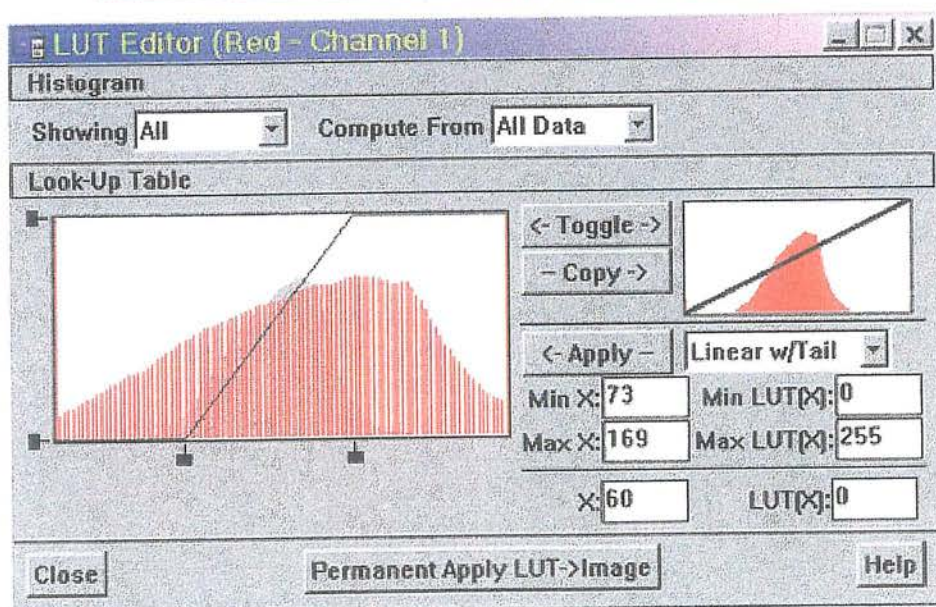 LUT Editor (Red - Channel 1)
Histogram
Showing All Compute From All Data
Look-Up Table
<- Toggle ->
- Copy ->
<- Apply - Linear w/Tail
Min X: 73 Min LUT[X]: 0
Max X: 169 Max LUT[X]: 255
X: 60 LUT[X]: 0
Close Permanent Apply LUT->Image Help